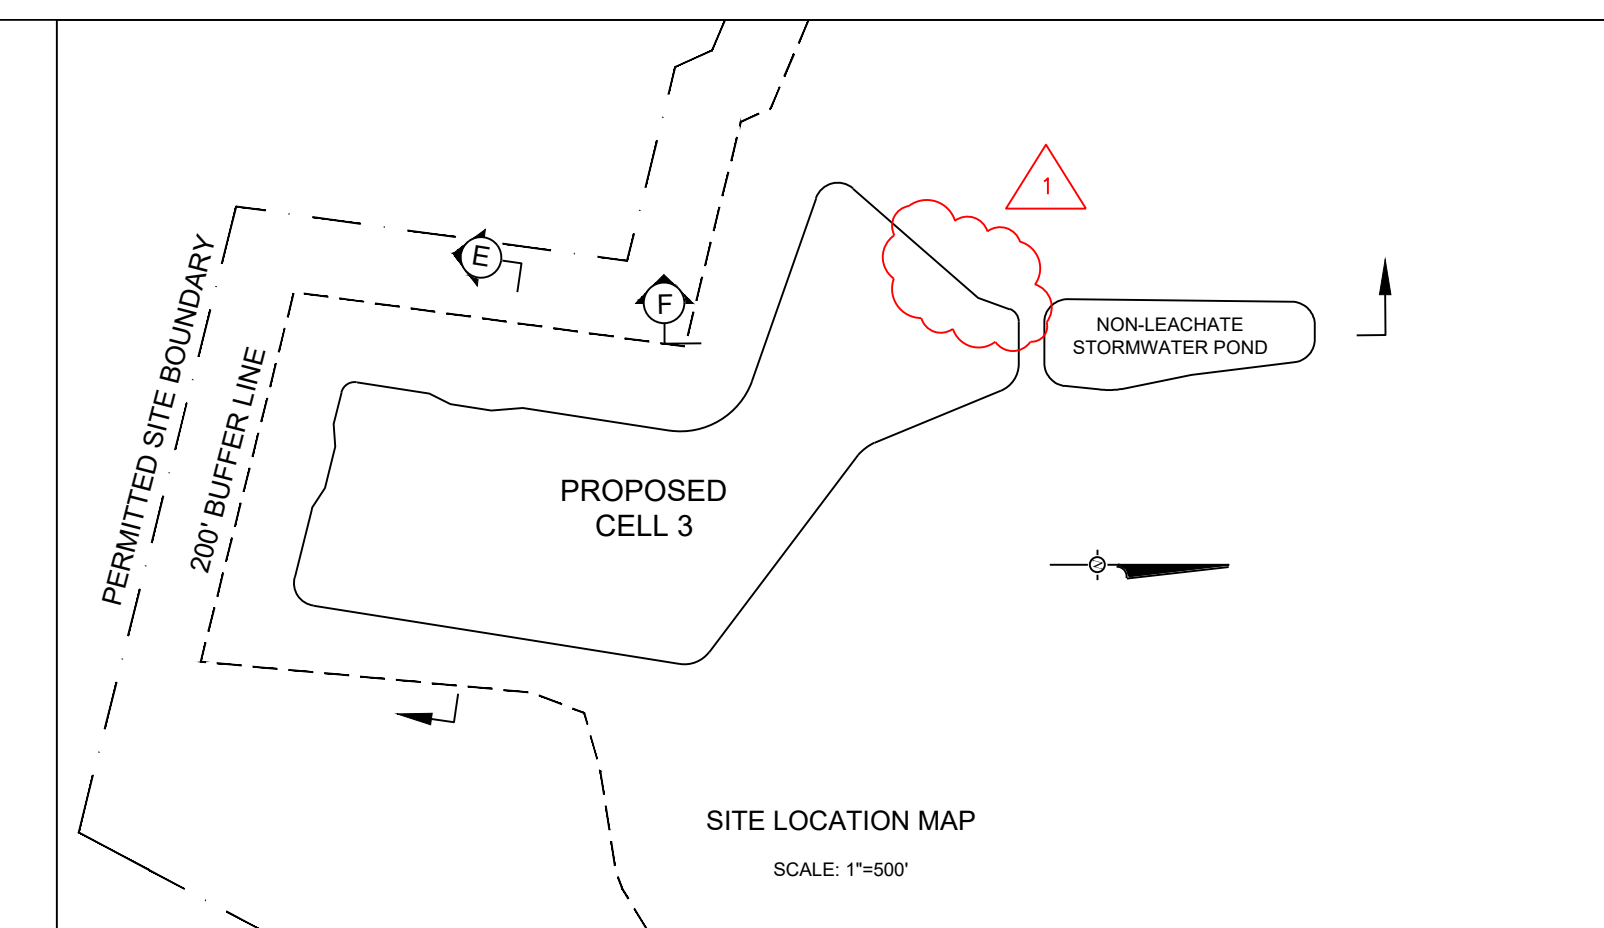 1
E
F
NON-LEACHATE
STORMWATER POND
PERMITTED SITE BOUNDARY
200' BUFFER LINE
PROPOSED
CELL 3
N
SITE LOCATION MAP
SCALE: 1"=500'